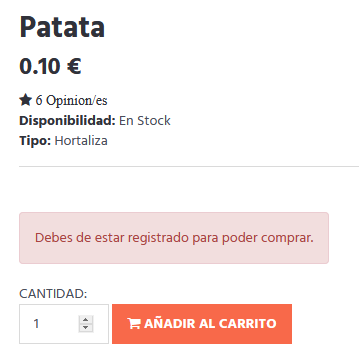 Patata
0.10 €
6 Opinion/es
Disponibilidad: En Stock
Tipo: Hortaliza
Debes de estar registrado para poder comprar.
CANTIDAD:
1
AÑADIR AL CARRITO